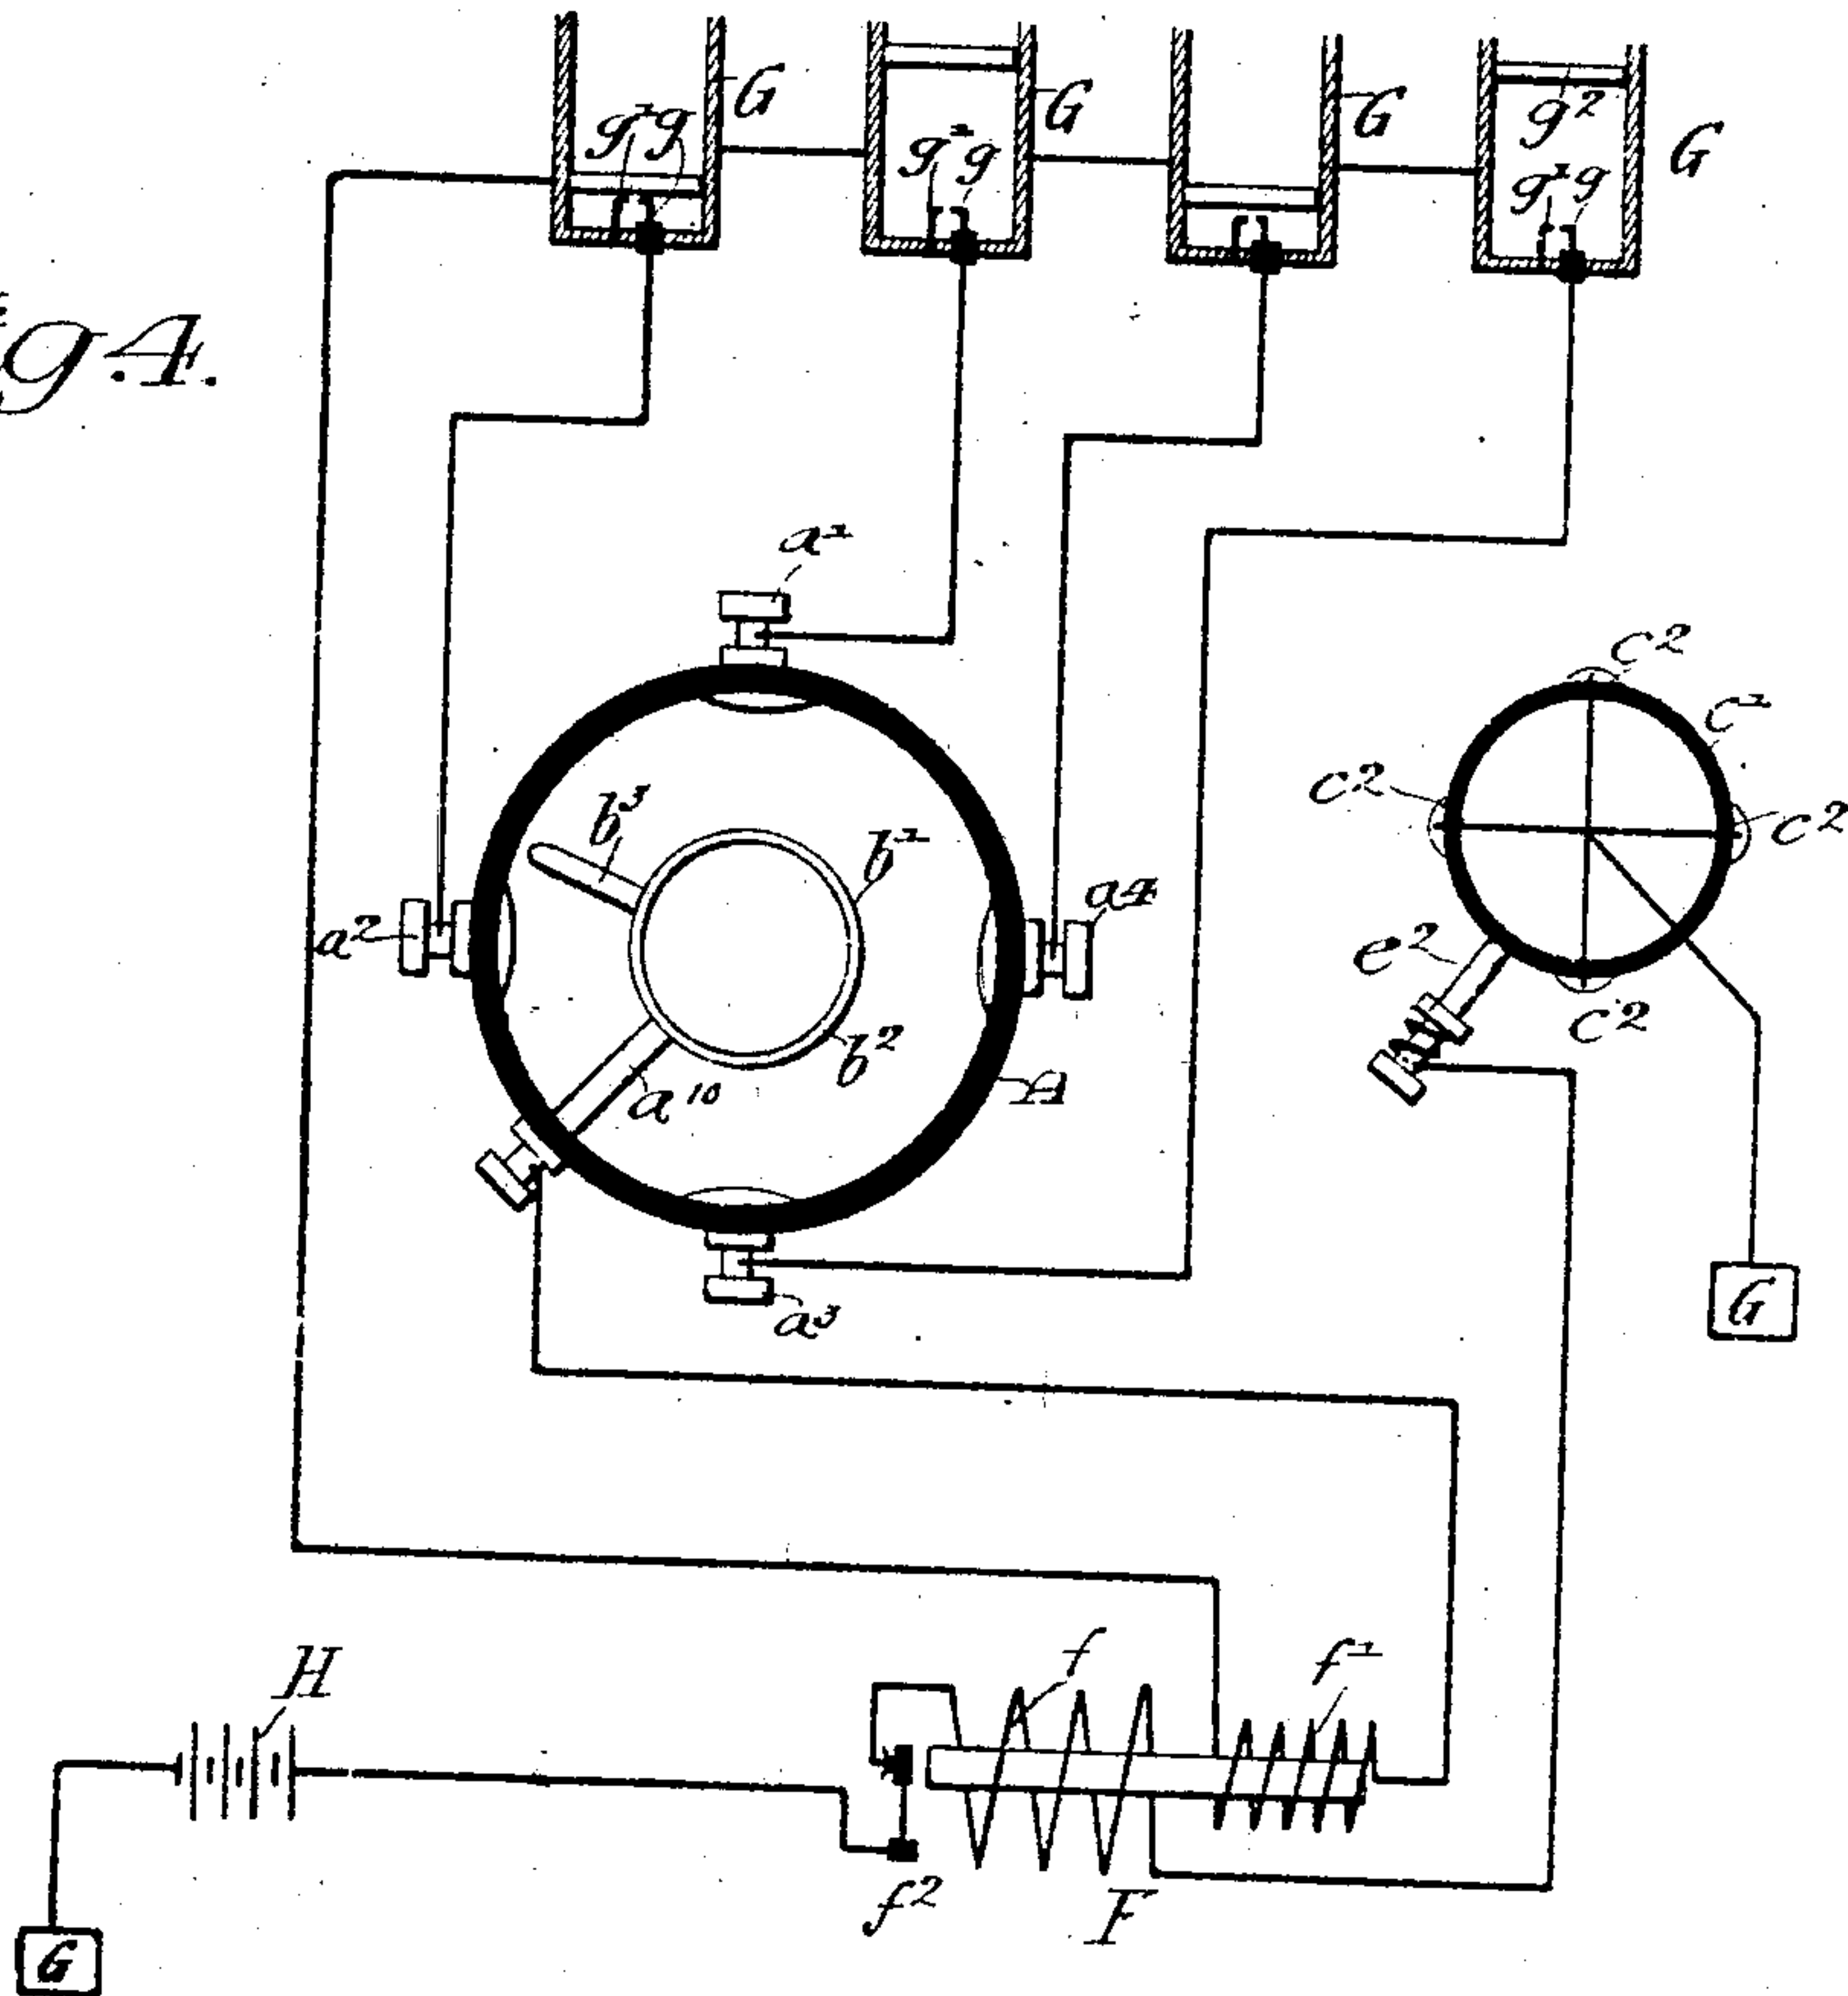 g¹ g G
G
G
g² G
g¹ g
g¹ g
g.4.
a¹
c²
c¹
c²
c²
b³
b¹
a²
a⁴
e²
b²
c²
a¹⁰
A
a³
G
H
f
f¹
f²
F
G